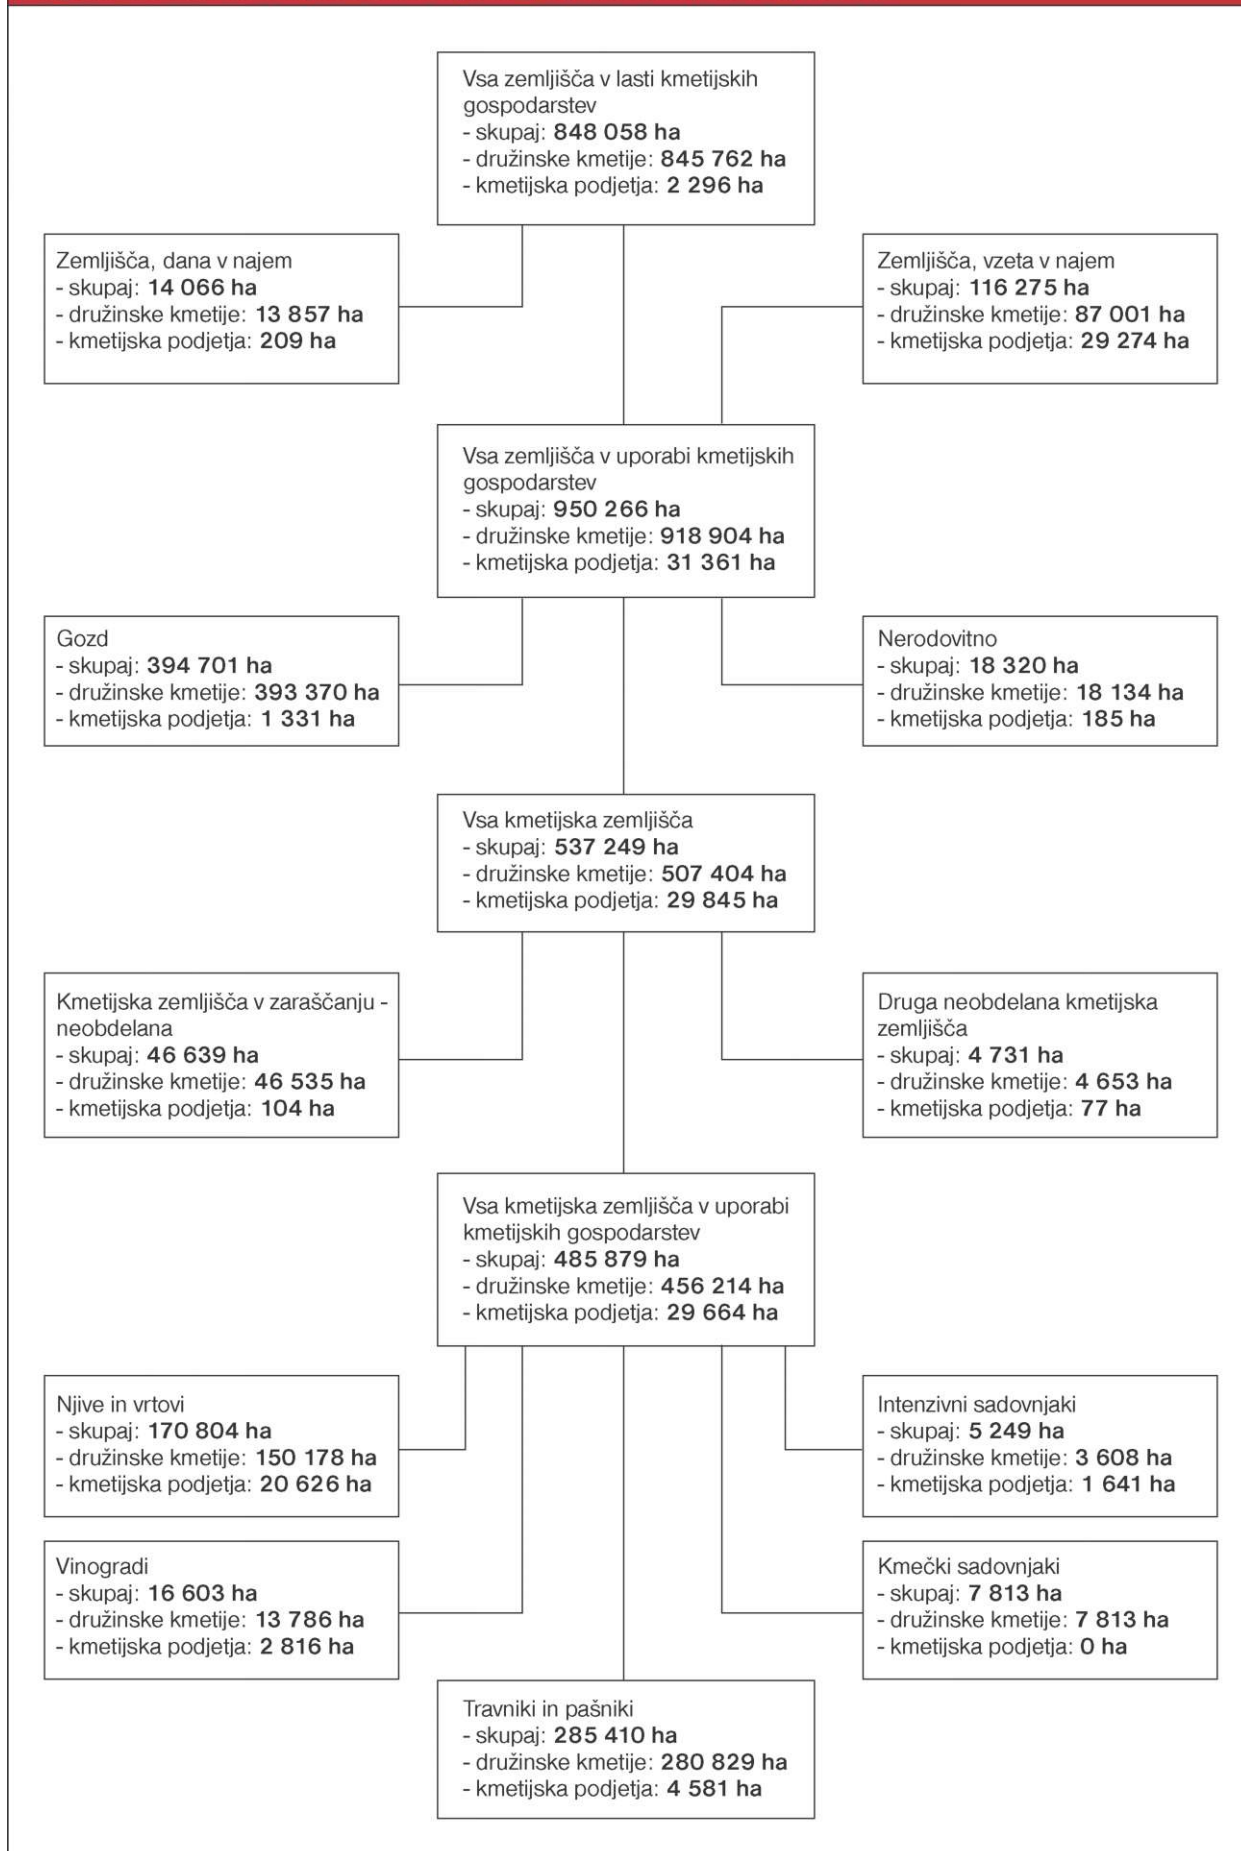 Vsa zemljišča v lasti kmetijskih
gospodarstev
- skupaj: 848 058 ha
- družinske kmetije: 845 762 ha
- kmetijska podjetja: 2 296 ha
Zemljišča, dana v najem
- skupaj: 14 066 ha
- družinske kmetije: 13 857 ha
- kmetijska podjetja: 209 ha
Zemljišča, vzeta v najem
- skupaj: 116 275 ha
- družinske kmetije: 87 001 ha
- kmetijska podjetja: 29 274 ha
Vsa zemljišča v uporabi kmetijskih
gospodarstev
- skupaj: 950 266 ha
- družinske kmetije: 918 904 ha
- kmetijska podjetja: 31 361 ha
Gozd
- skupaj: 394 701 ha
- družinske kmetije: 393 370 ha
- kmetijska podjetja: 1 331 ha
Nerodovitno
- skupaj: 18 320 ha
- družinske kmetije: 18 134 ha
- kmetijska podjetja: 185 ha
Vsa kmetijska zemljišča
- skupaj: 537 249 ha
- družinske kmetije: 507 404 ha
- kmetijska podjetja: 29 845 ha
Kmetijska zemljišča v zaraščanju -
neobdelana
- skupaj: 46 639 ha
- družinske kmetije: 46 535 ha
- kmetijska podjetja: 104 ha
Druga neobdelana kmetijska
zemljišča
- skupaj: 4 731 ha
- družinske kmetije: 4 653 ha
- kmetijska podjetja: 77 ha
Vsa kmetijska zemljišča v uporabi
kmetijskih gospodarstev
- skupaj: 485 879 ha
- družinske kmetije: 456 214 ha
- kmetijska podjetja: 29 664 ha
Njive in vrtovi
- skupaj: 170 804 ha
- družinske kmetije: 150 178 ha
- kmetijska podjetja: 20 626 ha
Intenzivni sadovnjaki
- skupaj: 5 249 ha
- družinske kmetije: 3 608 ha
- kmetijska podjetja: 1 641 ha
Vinogradi
- skupaj: 16 603 ha
- družinske kmetije: 13 786 ha
- kmetijska podjetja: 2 816 ha
Kmečki sadovnjaki
- skupaj: 7 813 ha
- družinske kmetije: 7 813 ha
- kmetijska podjetja: 0 ha
Travniki in pašniki
- skupaj: 285 410 ha
- družinske kmetije: 280 829 ha
- kmetijska podjetja: 4 581 ha